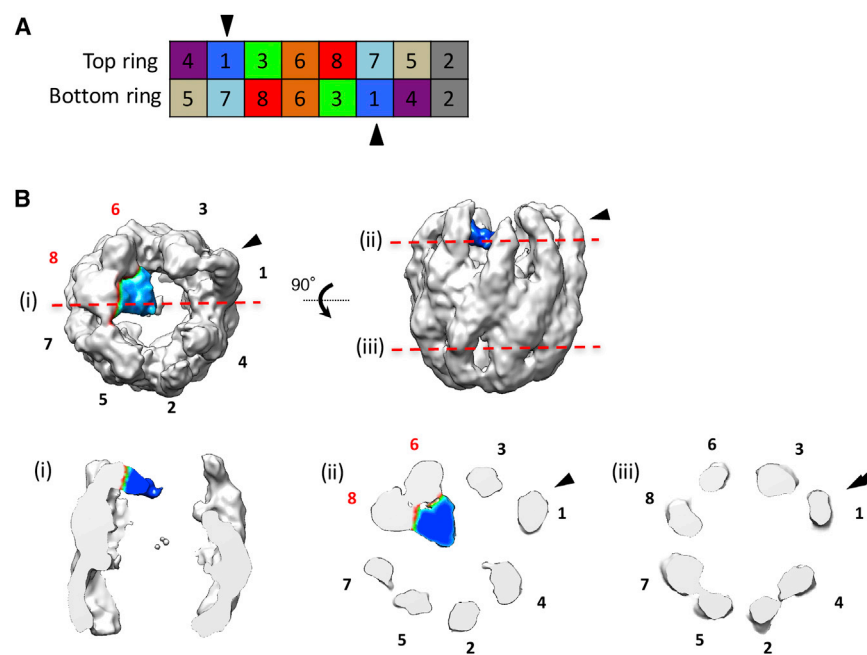 A
Top ring 4 1 3 6 8 7 5 2
Bottom ring 5 7 8 6 3 1 4 2
B
6 3
8 1
(i)
7 4
5 2
90°
(ii)
(iii)
(i)
(ii)
6 3
8 1
7 4
5 2
(iii)
6 3
8 1
7 4
5 2